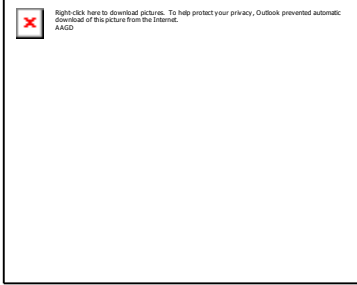 Right-click here to download pictures. To help protect your privacy, Outlook prevented automatic
download of this picture from the Internet.
AAGD